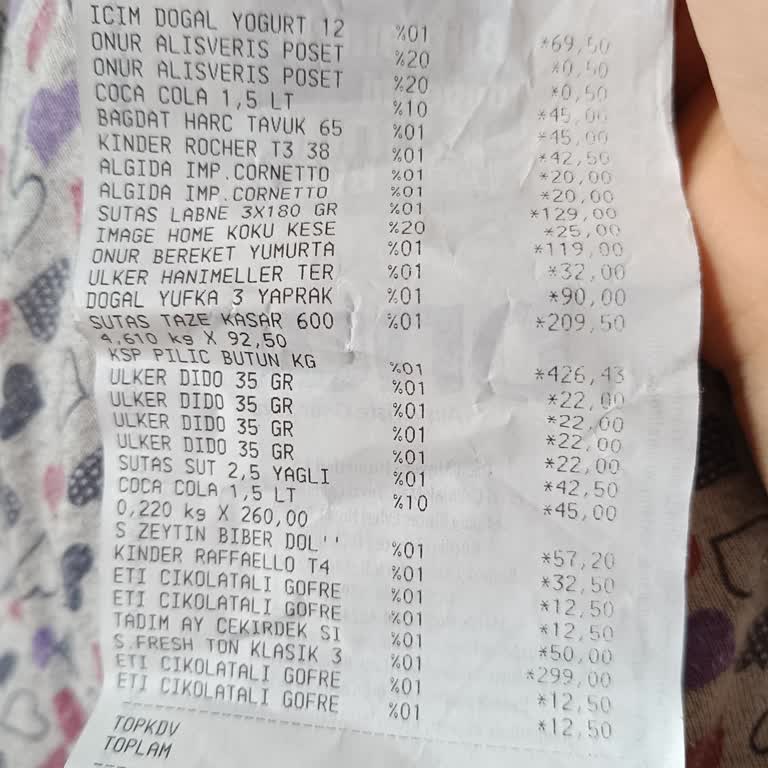 ICIM DOGAL YOGURT 12 %01 *69,50
ONUR ALISVERIS POSET %20 *0,50
ONUR ALISVERIS POSET %20 *0,50
COCA COLA 1,5 LT %10 *45,00
BAGDAT HARC TAVUK 65 %01 *45,00
KINDER ROCHER T3 38 %01 *42,50
ALGIDA IMP.CORNETTO %01 *20,00
ALGIDA IMP.CORNETTO %01 *20,00
SUTAS LABNE 3X180 GR %01 *129,00
IMAGE HOME KOKU KESE %20 *25,00
ONUR BEREKET YUMURTA %01 *119,00
ULKER HANIMELLER TER %01 *32,00
DOGAL YUFKA 3 YAPRAK %01 *90,00
SUTAS TAZE KASAR 600 %01 *209,50
4,610 kg X 92,50
KSP PILIC BUTUN KG %01 *426,43
ULKER DIDO 35 GR %01 *22,00
ULKER DIDO 35 GR %01 *22,00
ULKER DIDO 35 GR %01 *22,00
ULKER DIDO 35 GR %01 *22,00
SUTAS SUT 2,5 YAGLI %01 *42,50
COCA COLA 1,5 LT %10 *45,00
0,220 kg X 260,00
S ZEYTIN BIBER DOL'' %01 *57,20
KINDER RAFFAELLO T4 %01 *32,50
ETI CIKOLATALI GOFRE %01 *12,50
ETI CIKOLATALI GOFRE %01 *12,50
TADIM AY CEKIRDEK SI %01 *50,00
S.FRESH TON KLASIK 3 %01 *299,00
ETI CIKOLATALI GOFRE %01 *12,50
ETI CIKOLATALI GOFRE %01 *12,50
TOPKDV
TOPLAM